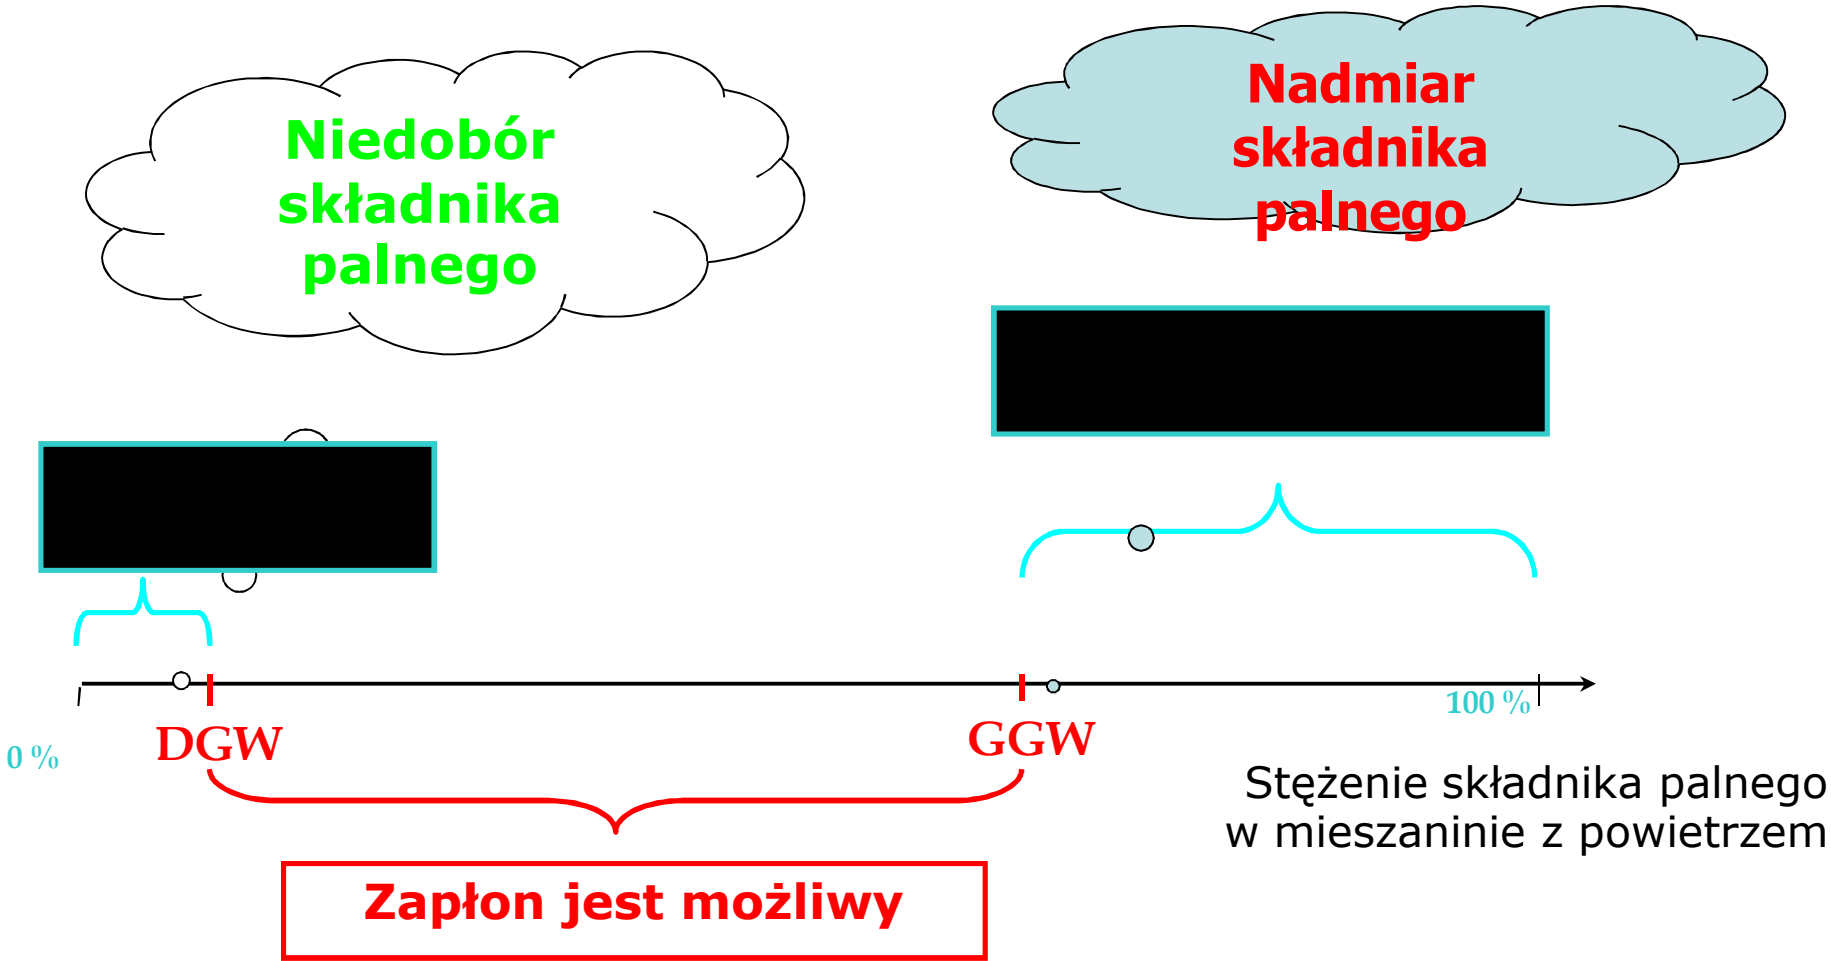 Niedobór
składnika
palnego
Nadmiar
składnika
palnego
0 %
DGW
GGW
100 %
Stężenie składnika palnego
w mieszaninie z powietrzem
Zapłon jest możliwy